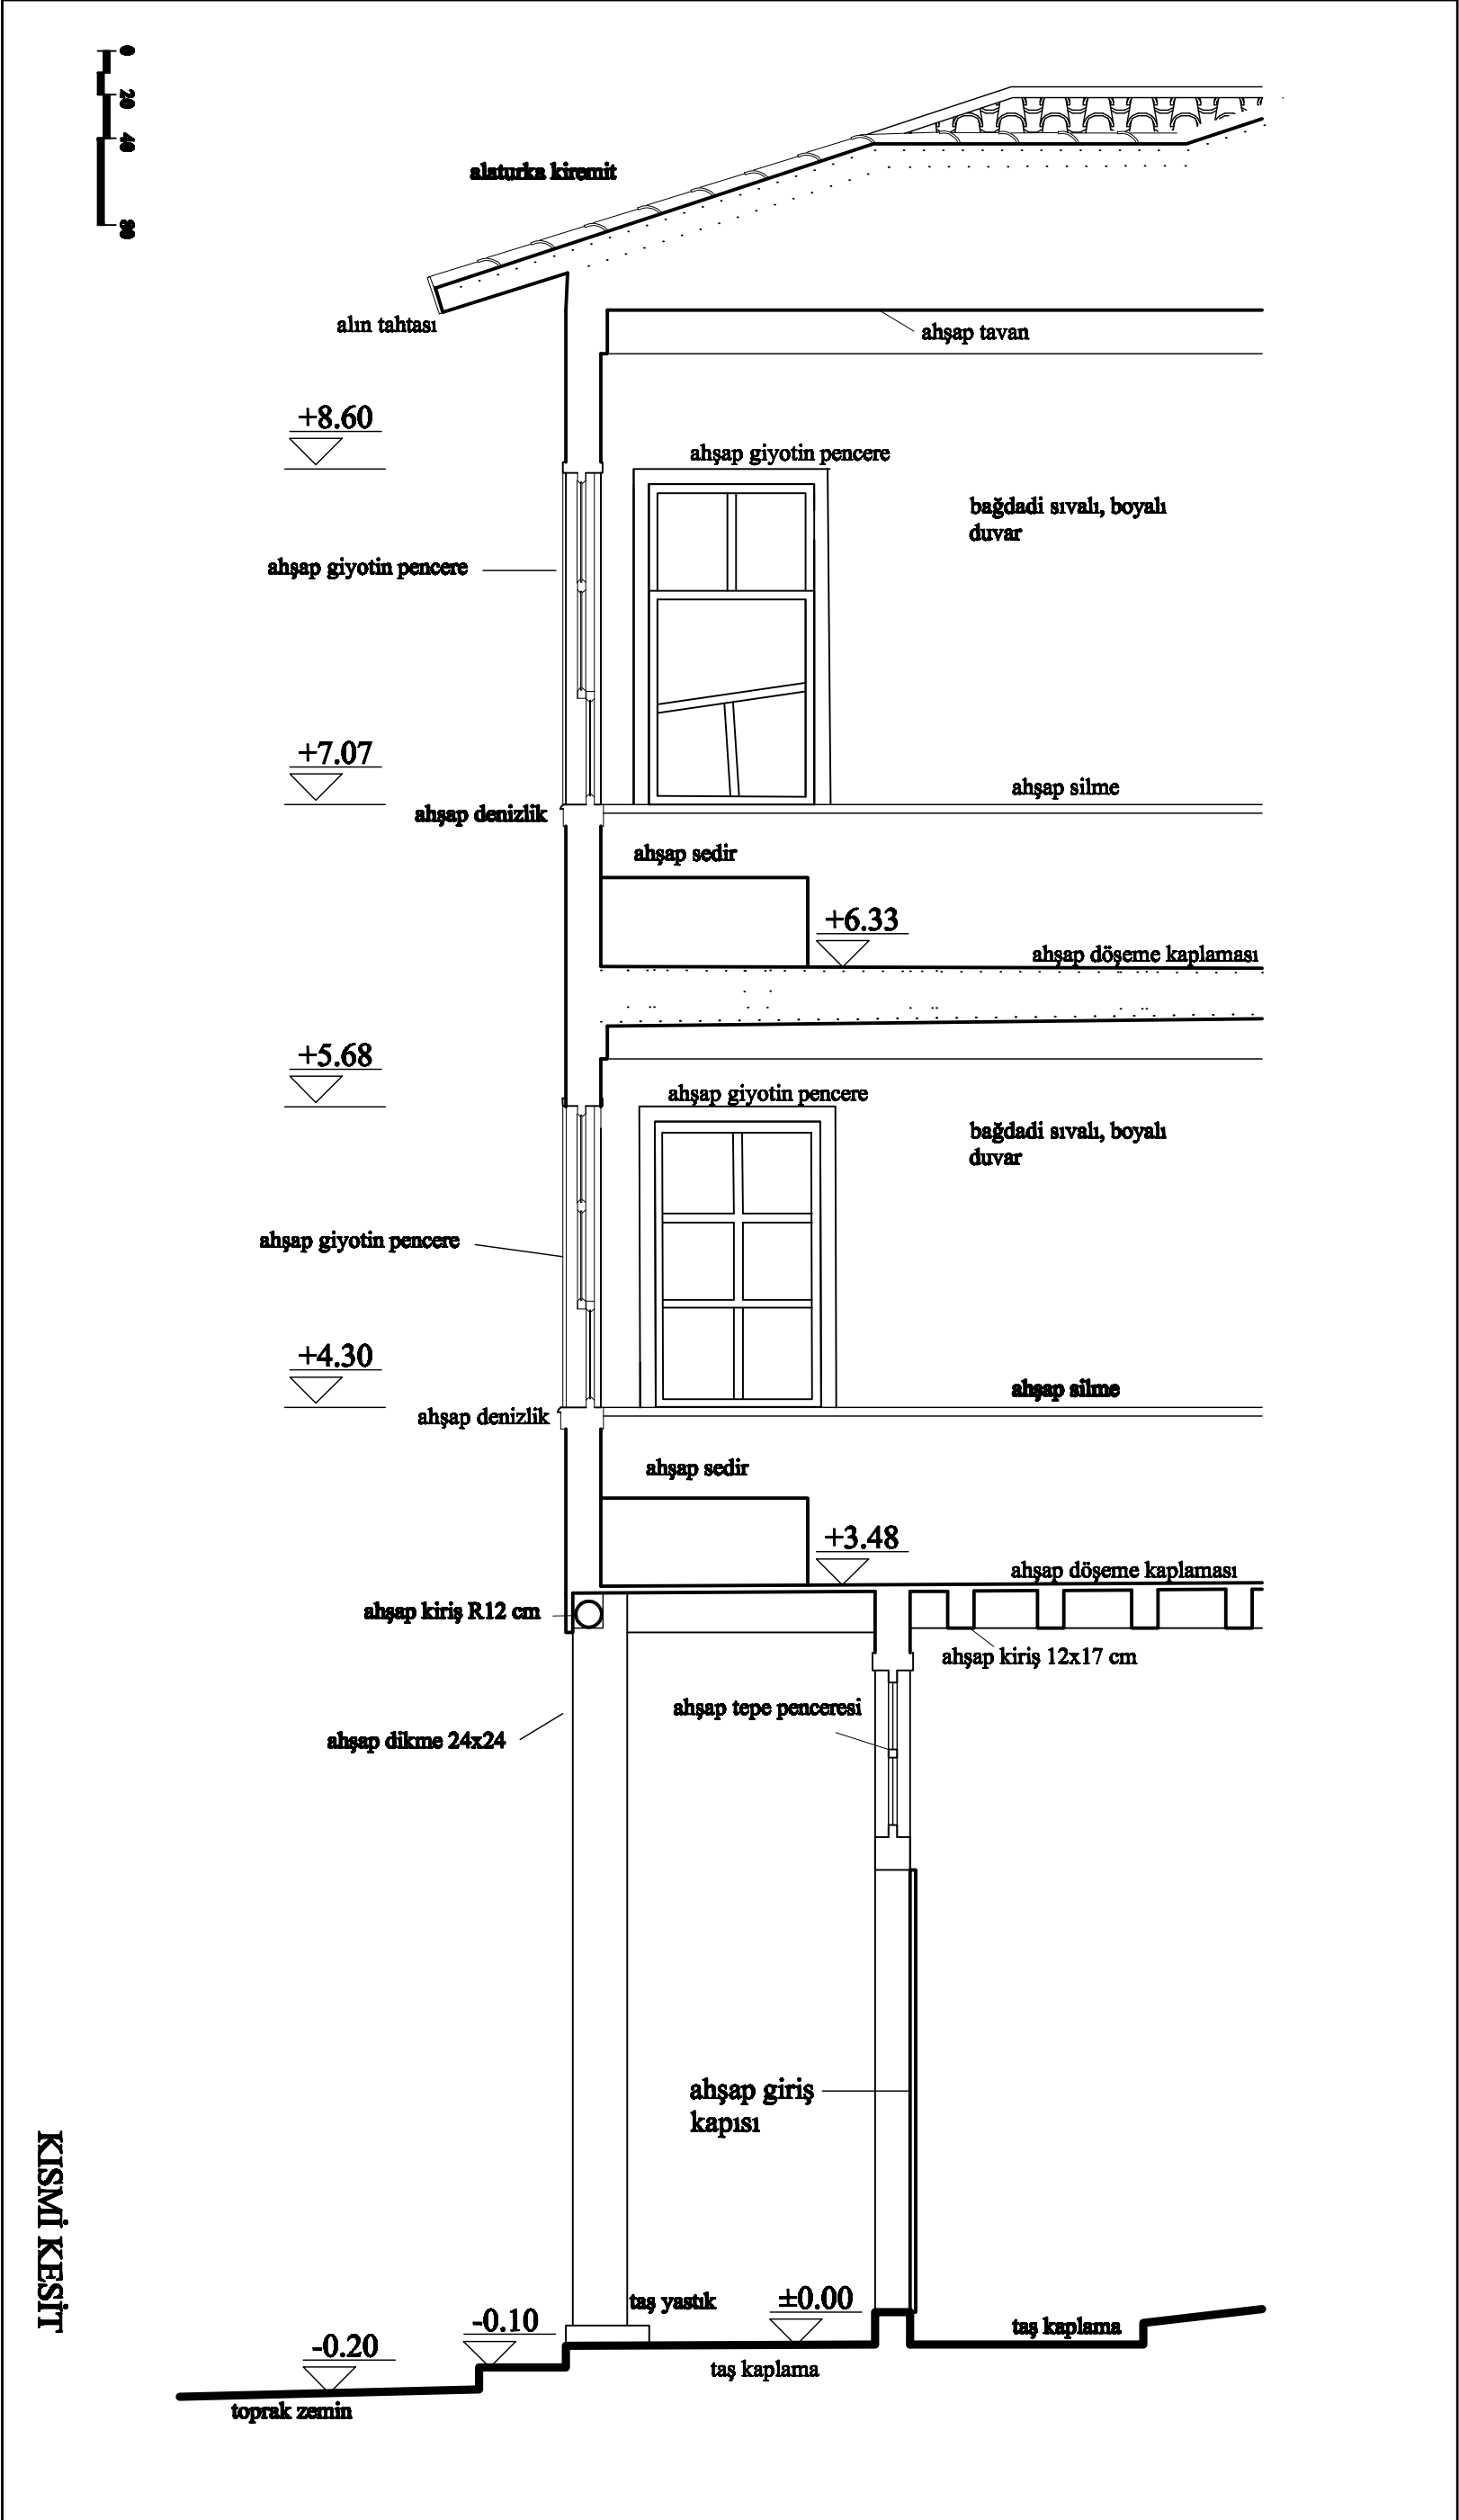 0
20
40
80
alaturka kiremit
alın tahtası
ahşap tavan
+8.60
ahşap giyotin pencere
bağdadi sıvalı, boyalı
duvar
ahşap giyotin pencere
+7.07
ahşap silme
ahşap denizlik
ahşap sedir
+6.33
ahşap döşeme kaplaması
+5.68
ahşap giyotin pencere
bağdadi sıvalı, boyalı
duvar
ahşap giyotin pencere
+4.30
ahşap silme
ahşap denizlik
ahşap sedir
+3.48
ahşap döşeme kaplaması
ahşap kiriş R12 cm
ahşap kiriş 12x17 cm
ahşap tepe penceresi
ahşap dikme 24x24
ahşap giriş
kapısı
KISMİ KESİT
taş yastık
±0.00
-0.10
taş kaplama
-0.20
taş kaplama
toprak zemin